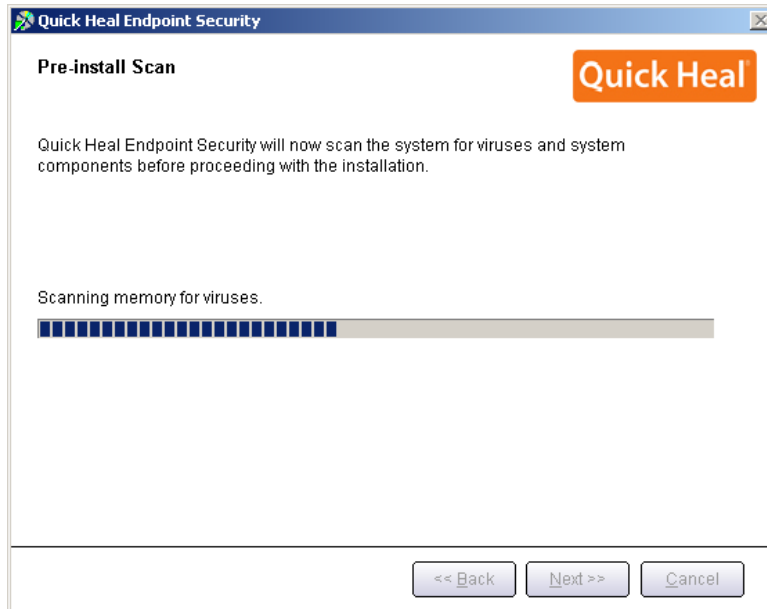 Quick Heal Endpoint Security
Pre-install Scan
Quick Heal
Quick Heal Endpoint Security will now scan the system for viruses and system
components before proceeding with the installation.
Scanning memory for viruses.
<< Back Next >> Cancel